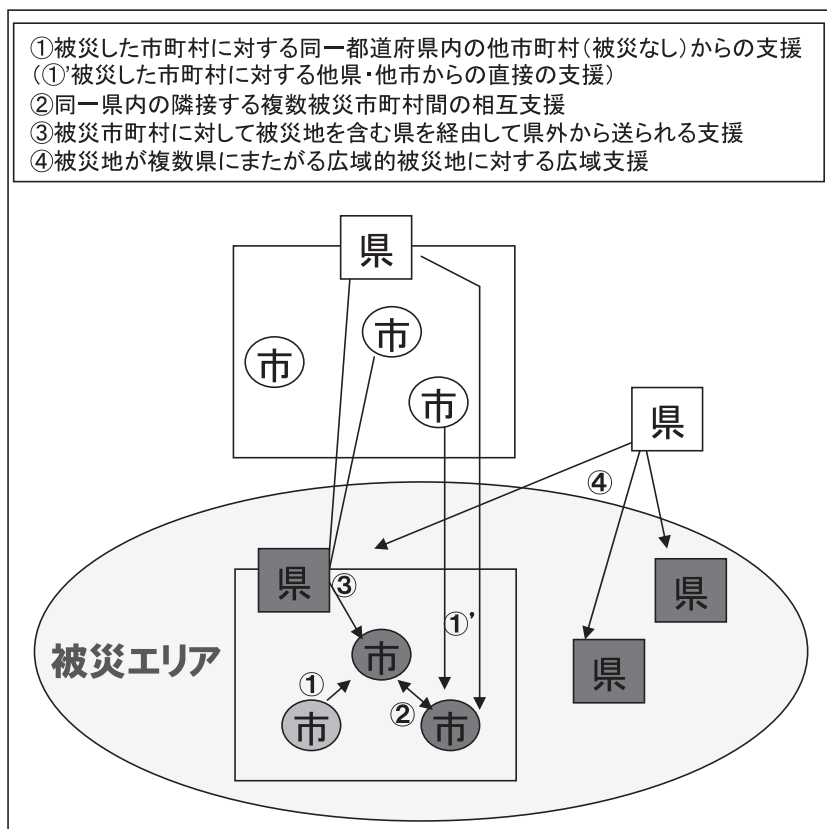 ①被災した市町村に対する同一都道府県内の他市町村(被災なし)からの支援
(①'被災した市町村に対する他県・他市からの直接の支援)
②同一県内の隣接する複数被災市町村間の相互支援
③被災市町村に対して被災地を含む県を経由して県外から送られる支援
④被災地が複数県にまたがる広域的被災地に対する広域支援
県
市
市
市
県
④
県
③
県
①'
被災エリア
市
県
①
②
市
市